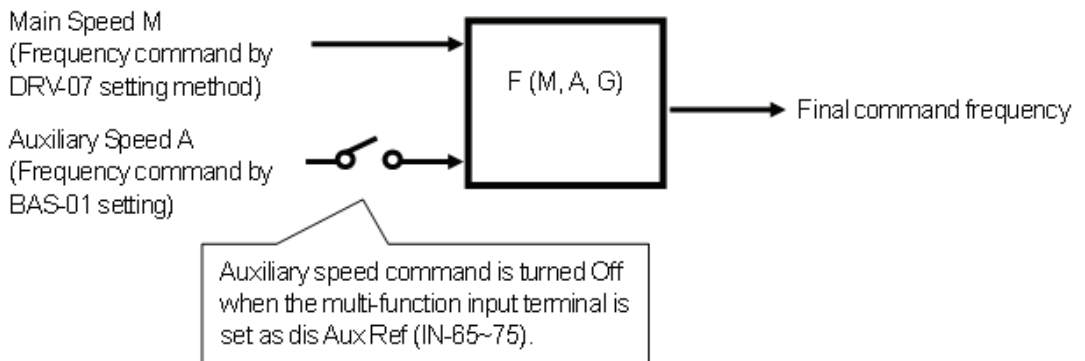 Main Speed M
(Frequency command by
DRV-07 setting method)
F (M, A, G)
Final command frequency
Auxiliary Speed A
(Frequency command by
BAS-01 setting)
Auxiliary speed command is turned Off
when the multi-function input terminal is
set as dis Aux Ref (IN-65~75).